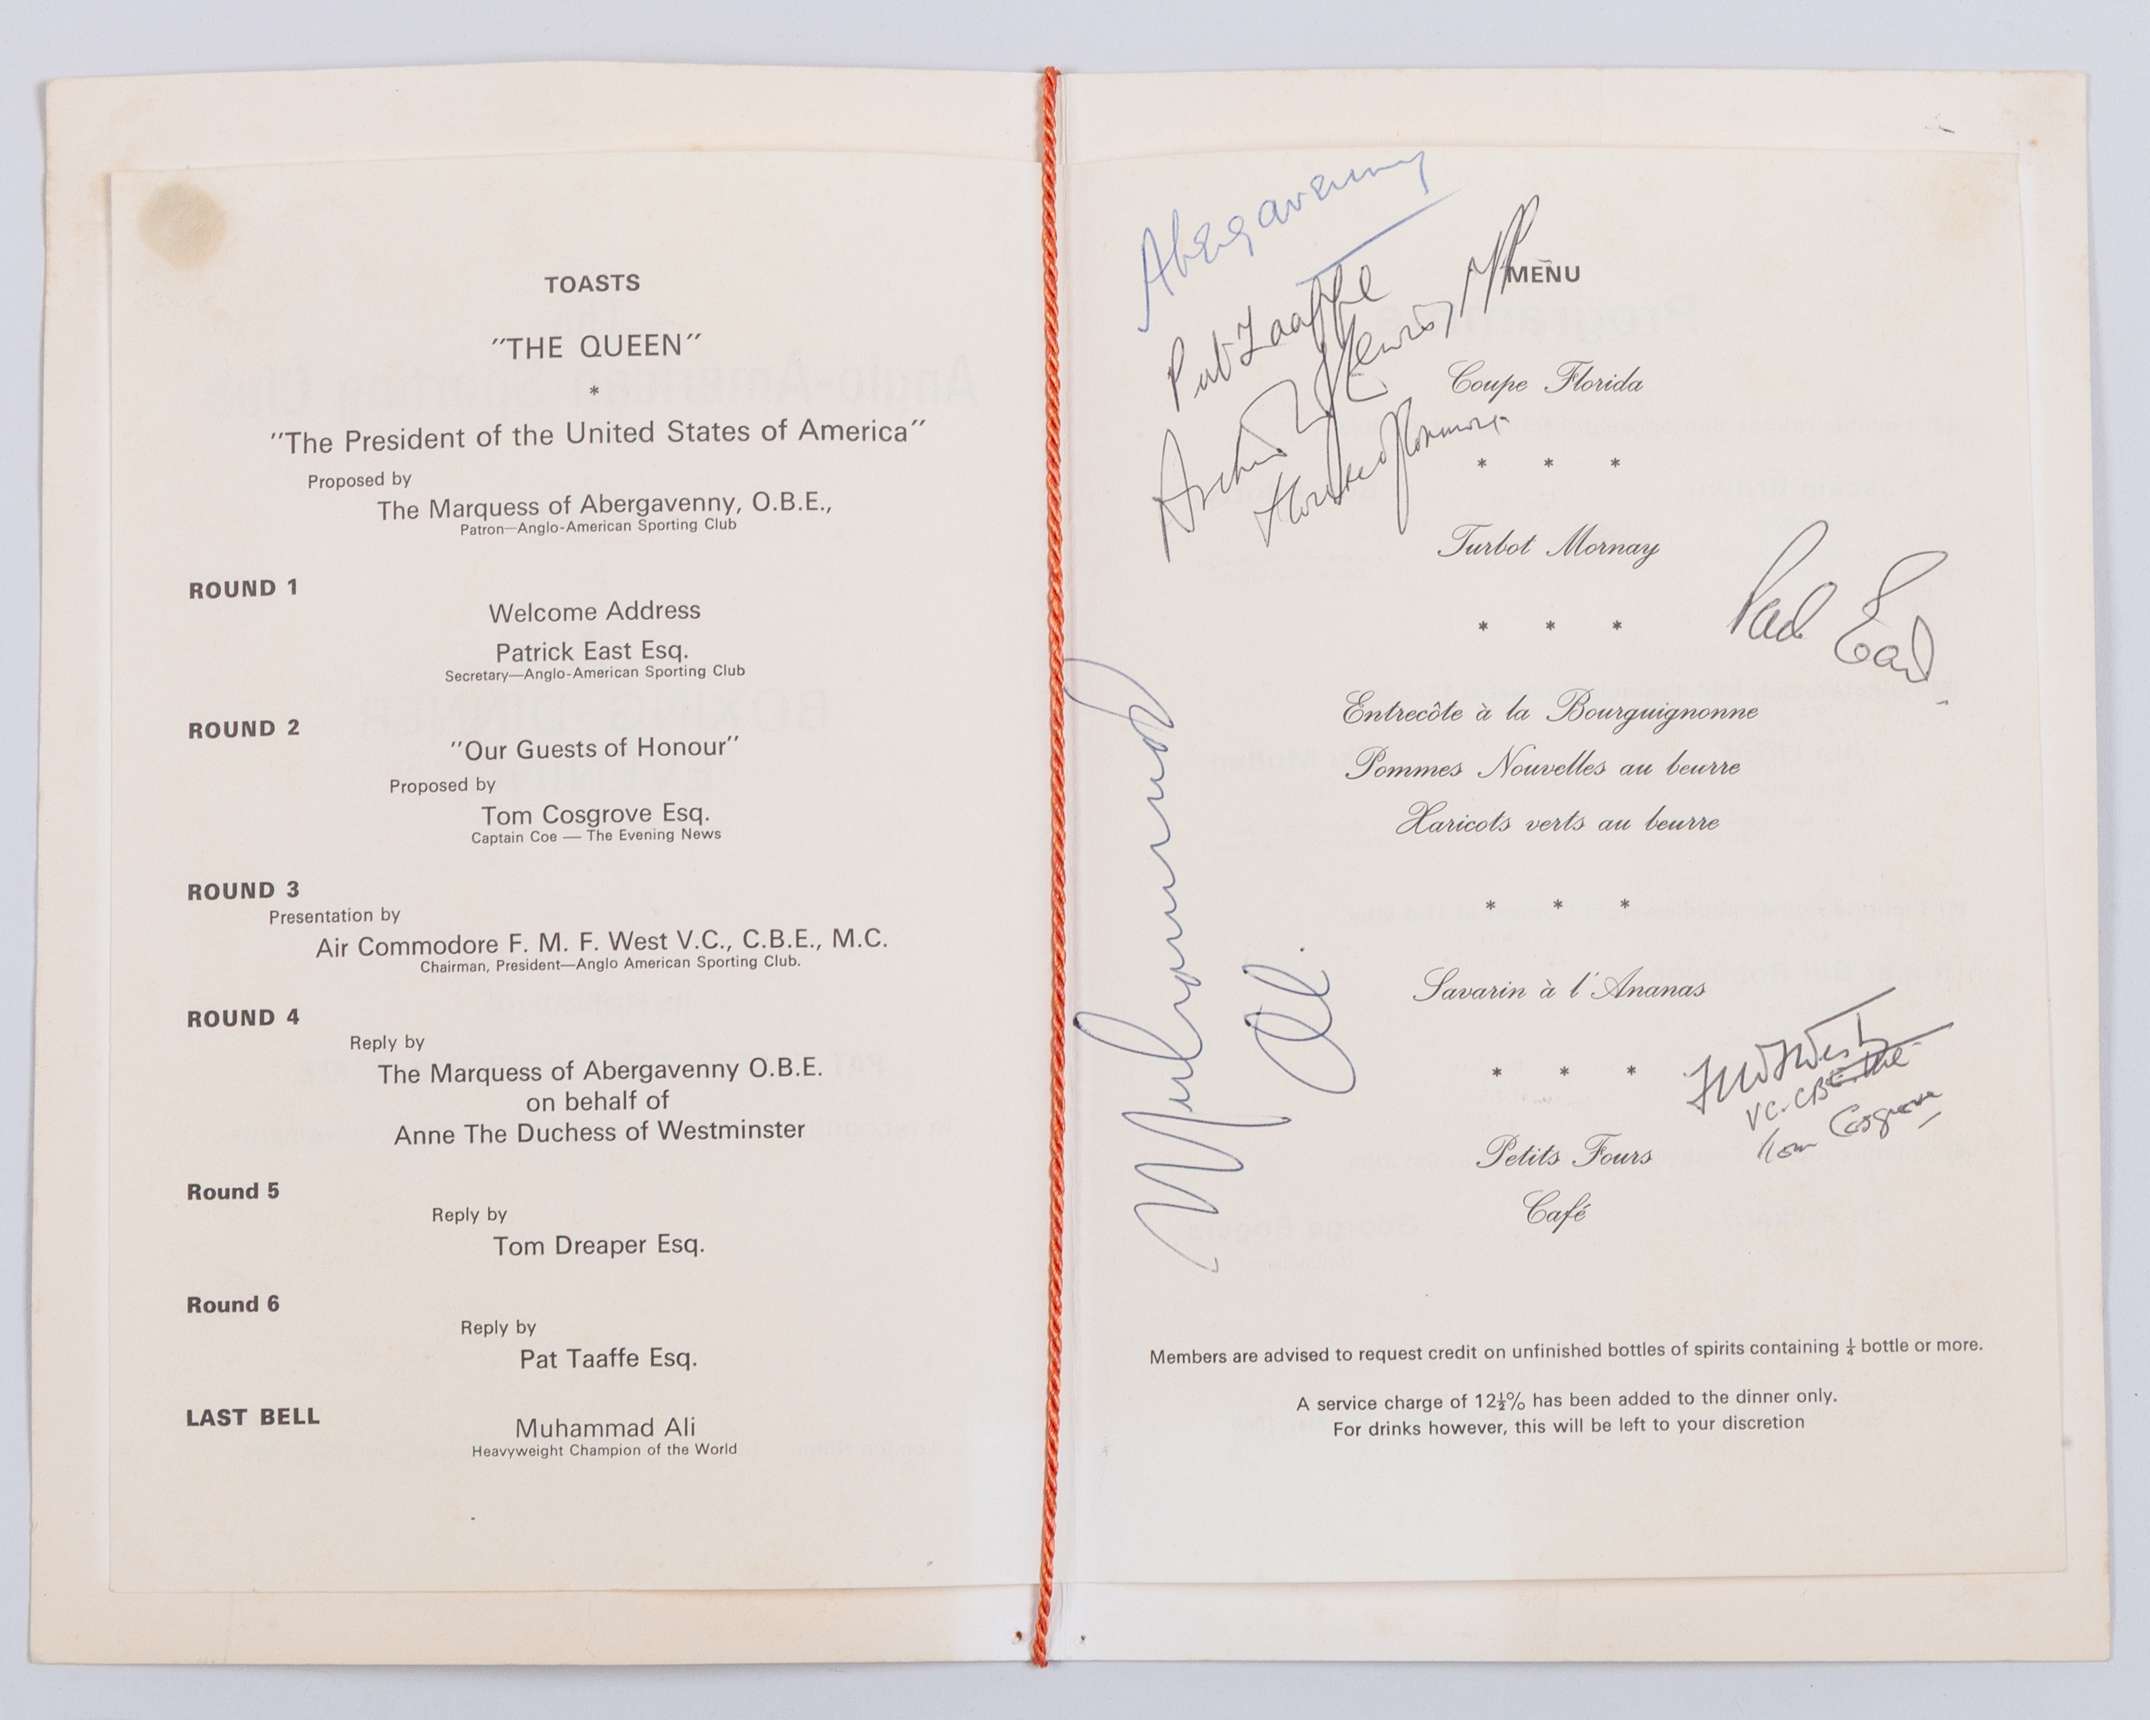 TOASTS
"THE QUEEN"
*
"The President of the United States of America"
Proposed by
The Marquess of Abergavenny, O.B.E.,
Patron—Anglo-American Sporting Club
ROUND 1
Welcome Address
Patrick East Esq.
Secretary—Anglo-American Sporting Club
ROUND 2
"Our Guests of Honour"
Proposed by
Tom Cosgrove Esq.
Captain Coe — The Evening News
ROUND 3
Presentation by
Air Commodore F. M. F. West V.C., C.B.E., M.C.
Chairman, President—Anglo American Sporting Club.
ROUND 4
Reply by
The Marquess of Abergavenny O.B.E.
on behalf of
Anne The Duchess of Westminster
Round 5
Reply by
Tom Dreaper Esq.
Round 6
Reply by
Pat Taaffe Esq.
LAST BELL
Muhammad Ali
Heavyweight Champion of the World
Abergavenny
Pat Taaffe
MENU
Coupe Florida
* * *
Turbot Mornay
* * *
Pad East
Entrecôte à la Bourguignonne
Pommes Nouvelles au beurre
Haricots verts au beurre
* * *
Muhammad
Ali
Savarin à l'Ananas
* * *
West
VC. CBE. MC
Tom Cosgrove
Petits Fours
Café
Members are advised to request credit on unfinished bottles of spirits containing ¼ bottle or more.
A service charge of 12½% has been added to the dinner only.
For drinks however, this will be left to your discretion